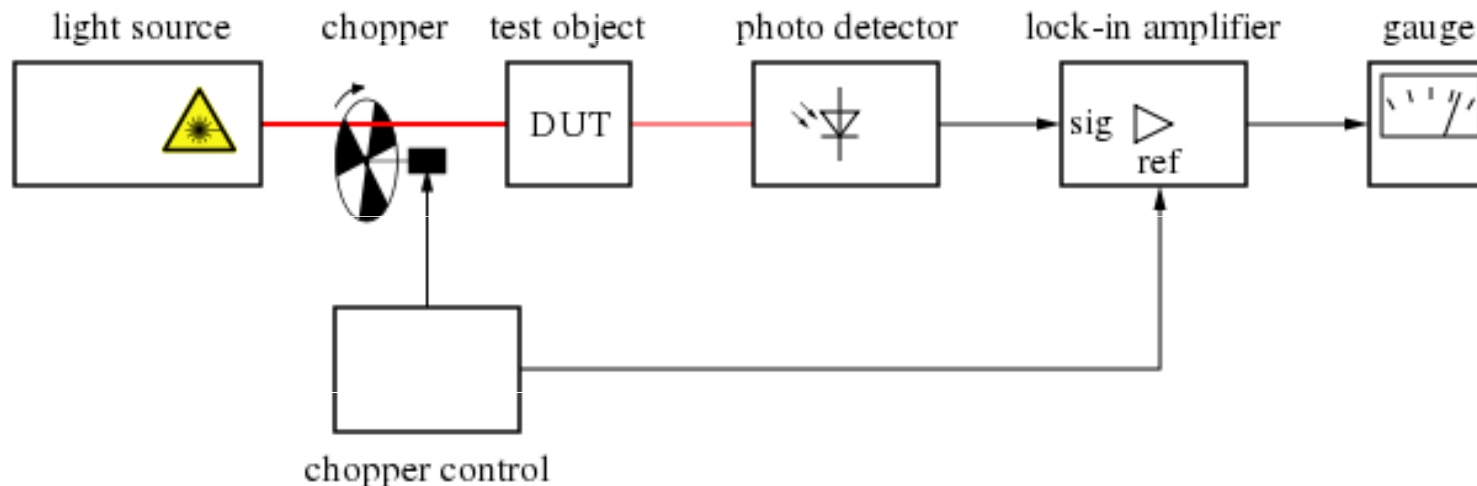 light source
chopper
test object
photo detector
lock-in amplifier
gauge
DUT
sig
ref
chopper control